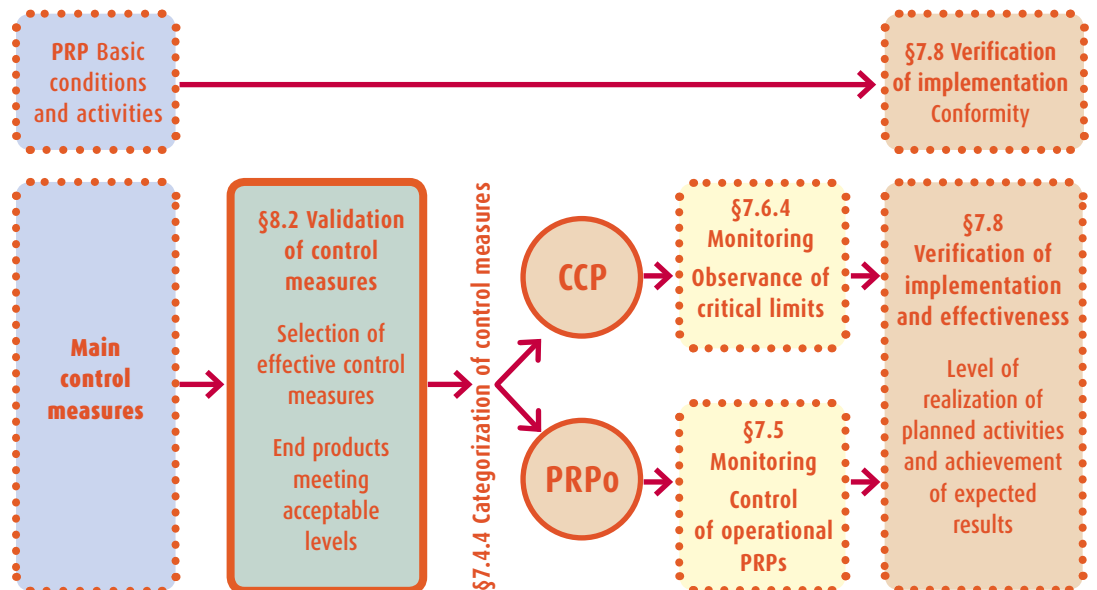 PRP Basic
conditions
and activities
§7.8 Verification
of implementation
Conformity
Main
control
measures
§8.2 Validation
of control
measures
Selection of
effective control
measures
End products
meeting
acceptable
levels
§7.4.4 Categorization of control measures
CCP
§7.6.4
Monitoring
Observance of
critical limits
PRPo
§7.5
Monitoring
Control
of operational
PRPs
§7.8
Verification of
implementation
and effectiveness
Level of
realization of
planned activities
and achievement
of expected
results